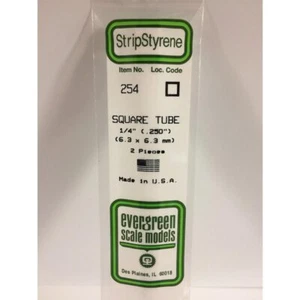 StripStyrene
Item No. Loc. Code
254
SQUARE TUBE
1/4" (.250")
(6.3 x 6.3 mm)
2 Pieces
Made in U.S.A.
evergreen
scale models
Des Plaines, IL 60018